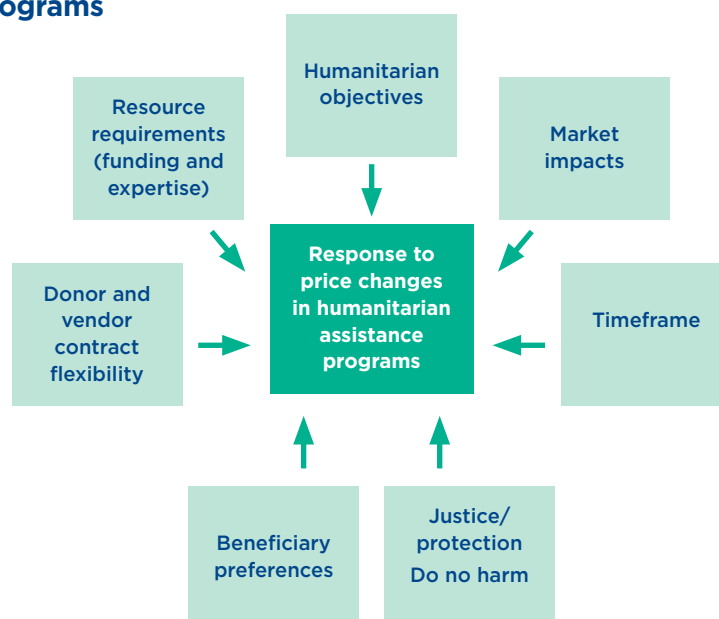 ograms
Humanitarian
objectives
Resource
requirements
(funding and
expertise)
Market
impacts
Response to
price changes
in humanitarian
assistance
programs
Donor and
vendor
contract
flexibility
Timeframe
Beneficiary
preferences
Justice/
protection
Do no harm